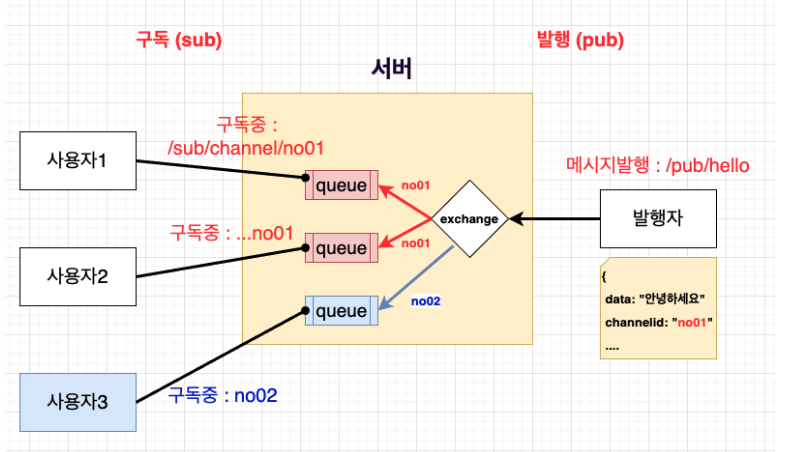 구독 (sub)
발행 (pub)
서버
구독중 :
/sub/channel/no01
사용자1
queue
no01
메시지발행 : /pub/hello
exchange
발행자
구독중 : ...no01
queue
no01
사용자2
queue
no02
{
data: "안녕하세요"
channelid: "no01"
....
사용자3
구독중 : no02